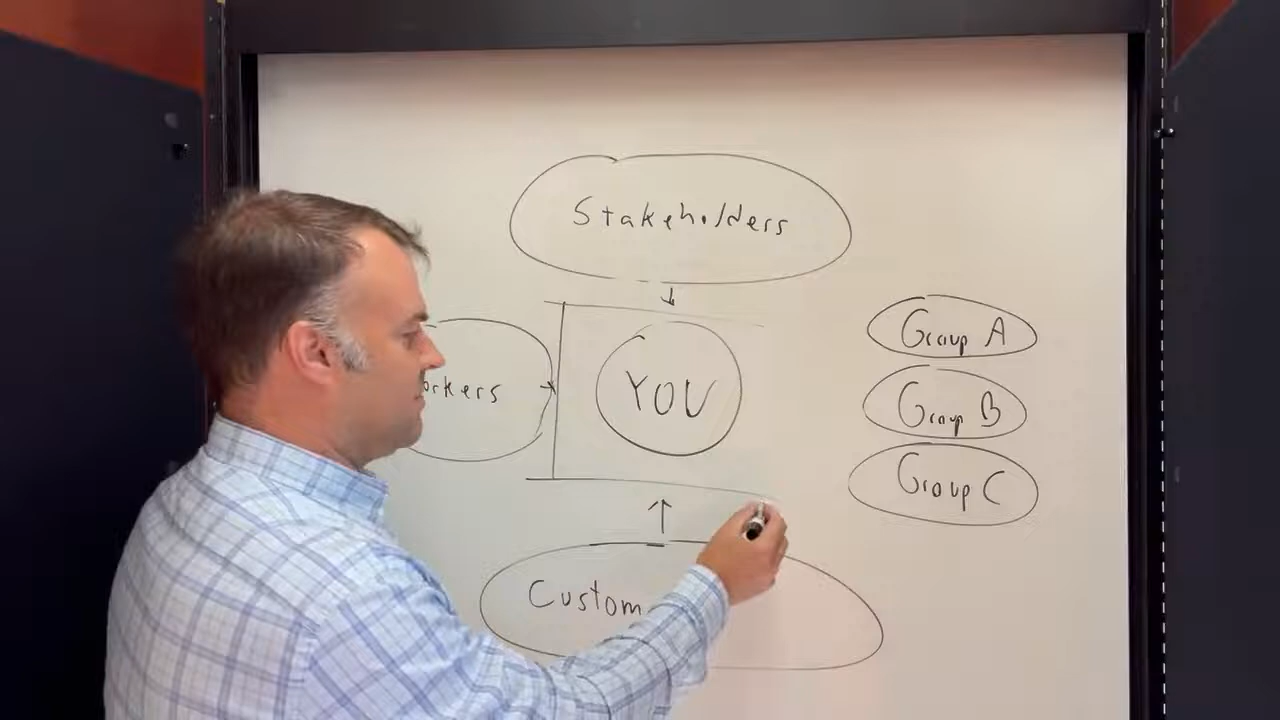 Stakeholders
Group A
YOU
orkers
Group B
Group C
Custom